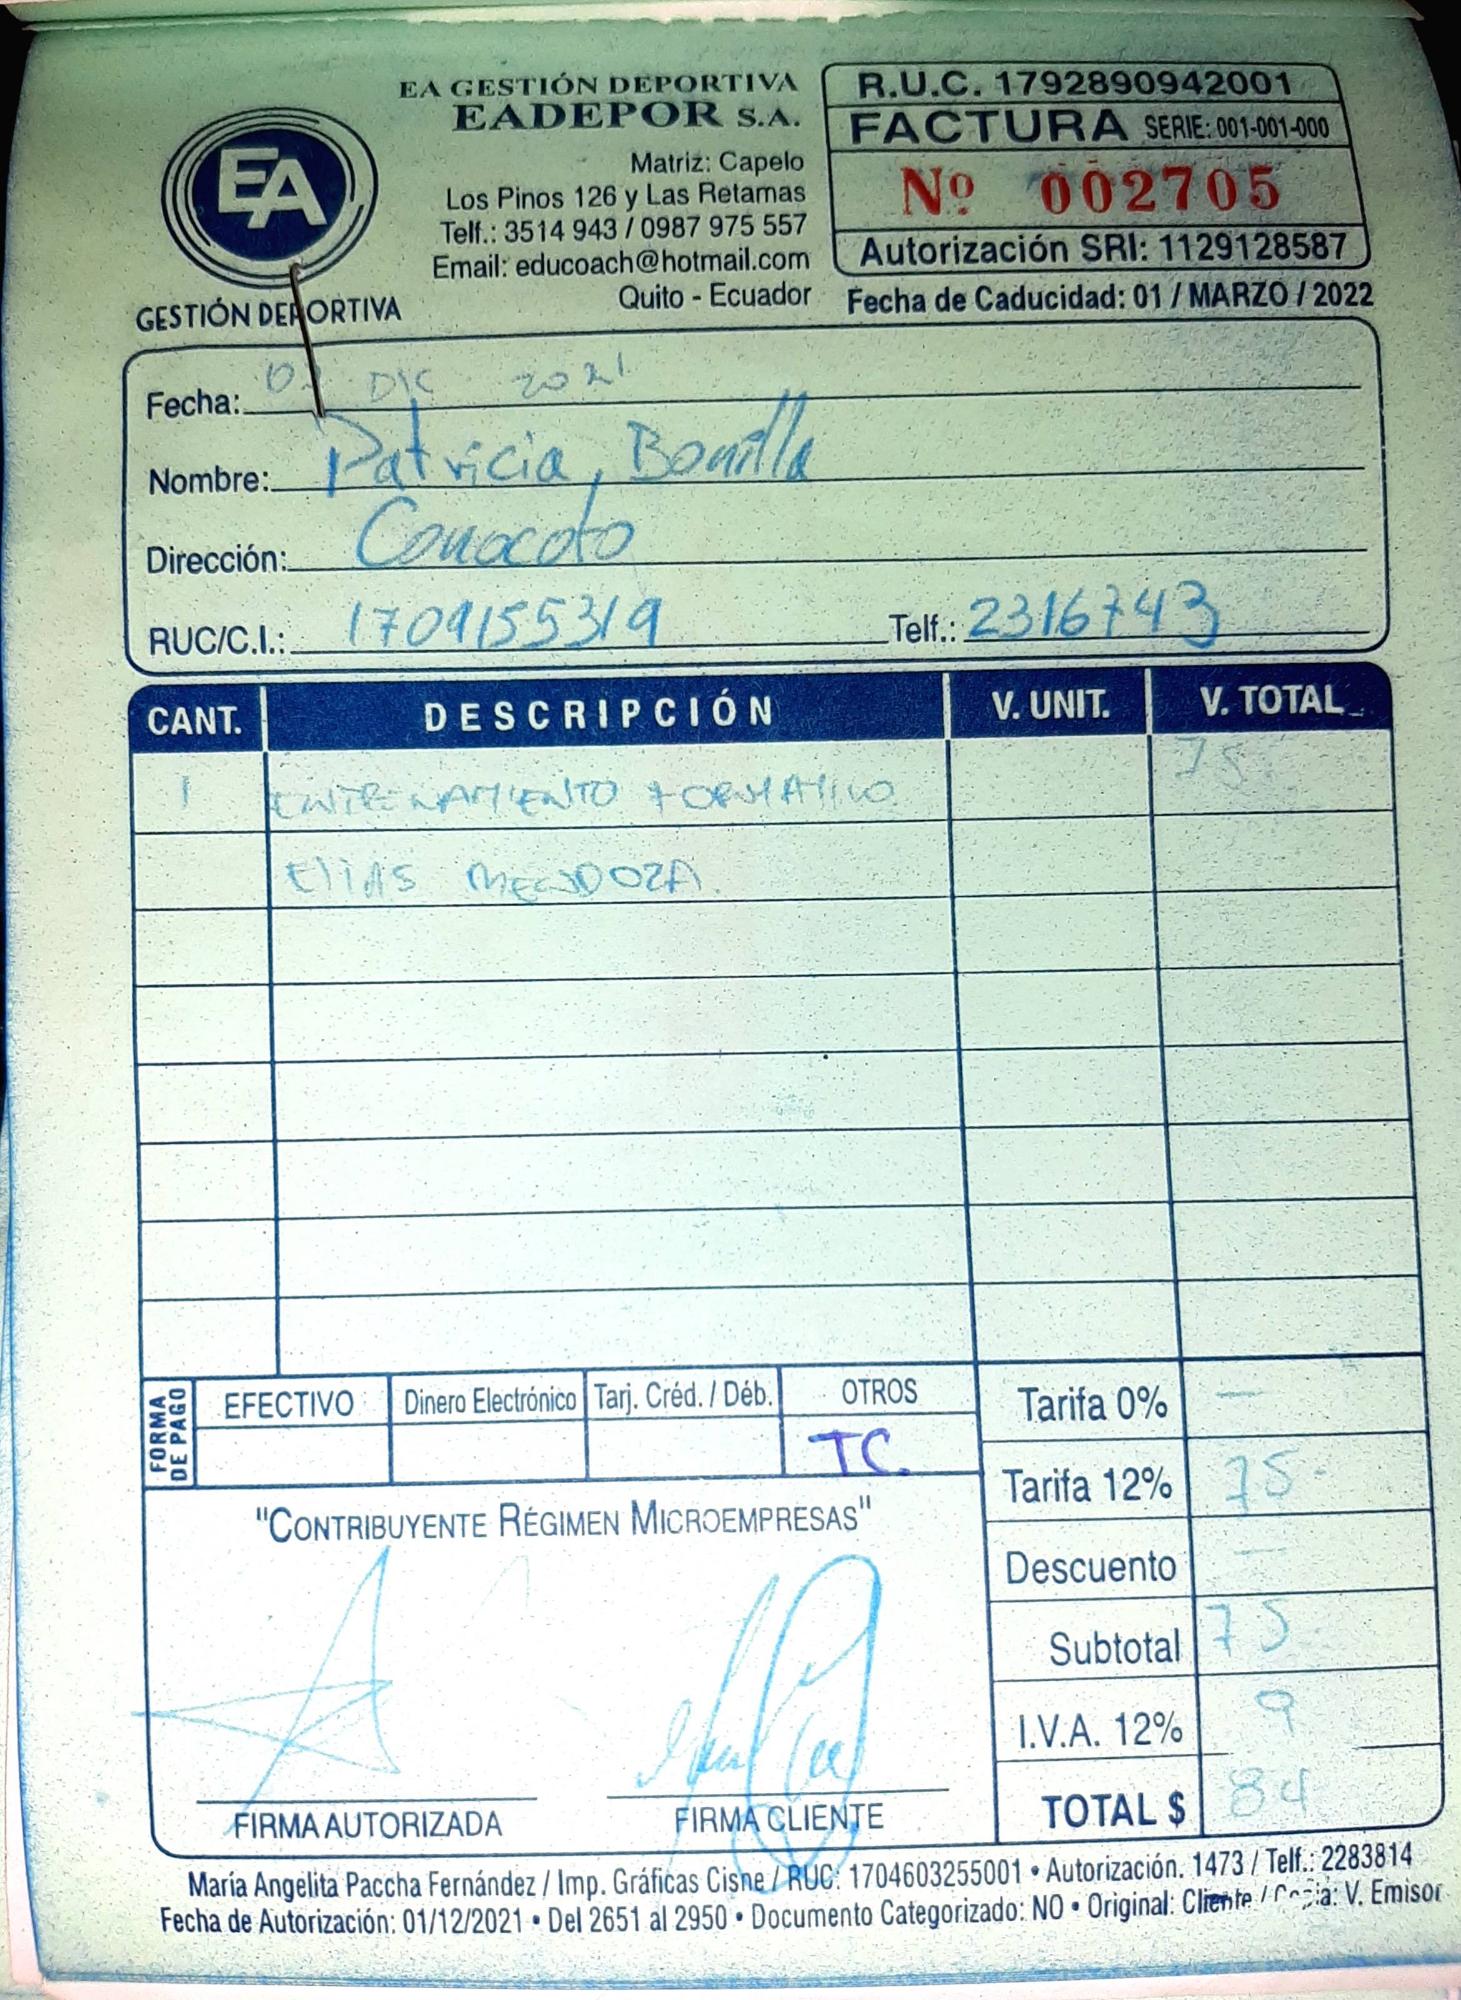 EA GESTIÓN DEPORTIVA
EADEPOR S.A.
Matriz: Capelo
Los Pinos 126 y Las Retamas
Telf.: 3514 943 / 0987 975 557
Email: educoach@hotmail.com
Quito - Ecuador
EA
GESTIÓN DEPORTIVA
R.U.C. 1792890942001
FACTURA SERIE: 001-001-000
Nº 002705
Autorización SRI: 1129128587
Fecha de Caducidad: 01 / MARZO / 2022
Fecha: DIC 2021
Nombre: Patricia Bonilla
Dirección: Conocoto
RUC/C.I.: 1709155319 Telf.: 2316743
CANT. DESCRIPCIÓN V. UNIT. V. TOTAL
1 ENTRENAMIENTO FORMATIVO 75
Elias MENDOZA.
FORMA DE PAGO
EFECTIVO Dinero Electrónico Tarj. Créd. / Déb. OTROS
TC.
Tarifa 0% —
Tarifa 12% 75.
Descuento —
Subtotal 75
I.V.A. 12% 9
TOTAL $ 84
"CONTRIBUYENTE RÉGIMEN MICROEMPRESAS"
FIRMA AUTORIZADA FIRMA CLIENTE
María Angelita Paccha Fernández / Imp. Gráficas Cisne / RUC: 1704603255001 • Autorización. 1473 / Telf.: 2283814
Fecha de Autorización: 01/12/2021 • Del 2651 al 2950 • Documento Categorizado: NO • Original: Cliente / Copia: V. Emisor